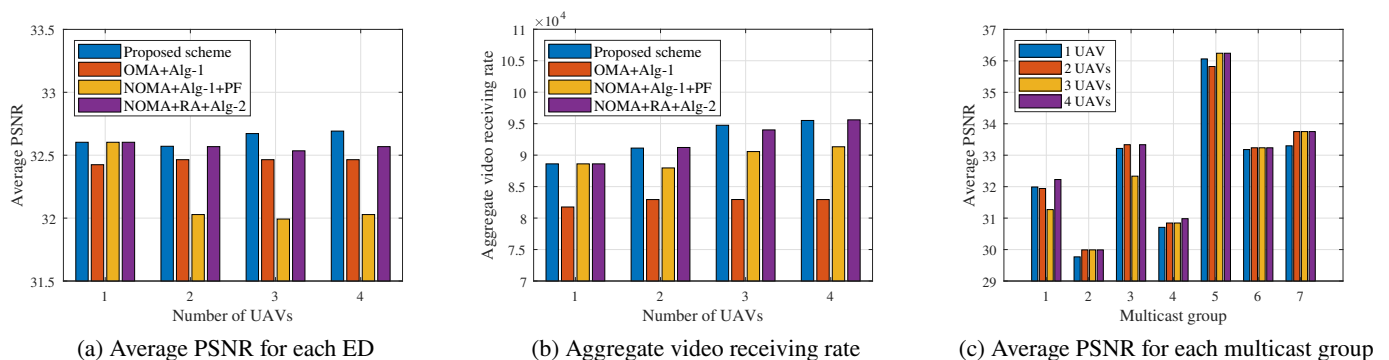 33.5
33
32.5
32
31.5
Average PSNR
Proposed scheme
OMA+Alg-1
NOMA+Alg-1+PF
NOMA+RA+Alg-2
1 2 3 4
Number of UAVs
(a) Average PSNR for each ED
×10⁴
11
10.5
10
9.5
9
8.5
8
7.5
7
Aggregate video receiving rate
Proposed scheme
OMA+Alg-1
NOMA+Alg-1+PF
NOMA+RA+Alg-2
1 2 3 4
Number of UAVs
(b) Aggregate video receiving rate
37
36
35
34
33
32
31
30
29
Average PSNR
1 UAV
2 UAVs
3 UAVs
4 UAVs
1 2 3 4 5 6 7
Multicast group
(c) Average PSNR for each multicast group